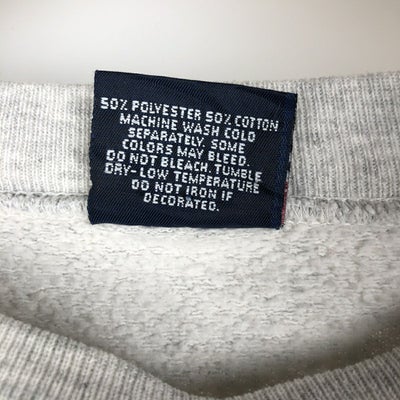 50% POLYESTER 50% COTTON
MACHINE WASH COLD
SEPARATELY. SOME
COLORS MAY BLEED.
DO NOT BLEACH. TUMBLE
DRY-LOW TEMPERATURE
DO NOT IRON IF
DECORATED.